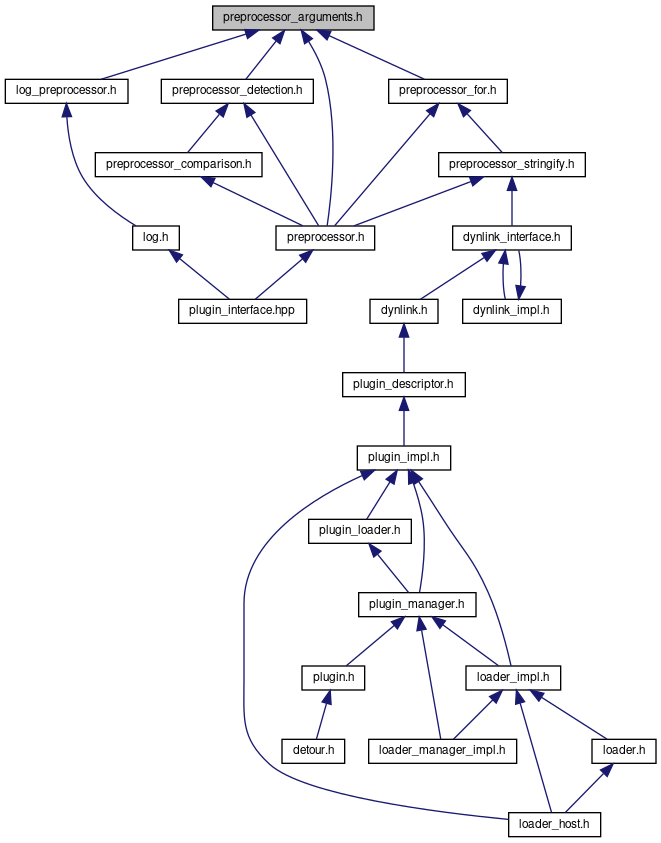 preprocessor_arguments.h
log_preprocessor.h
preprocessor_detection.h
preprocessor_for.h
preprocessor_comparison.h
preprocessor_stringify.h
log.h
preprocessor.h
dynlink_interface.h
plugin_interface.hpp
dynlink.h
dynlink_impl.h
plugin_descriptor.h
plugin_impl.h
plugin_loader.h
plugin_manager.h
plugin.h
loader_impl.h
detour.h
loader_manager_impl.h
loader.h
loader_host.h